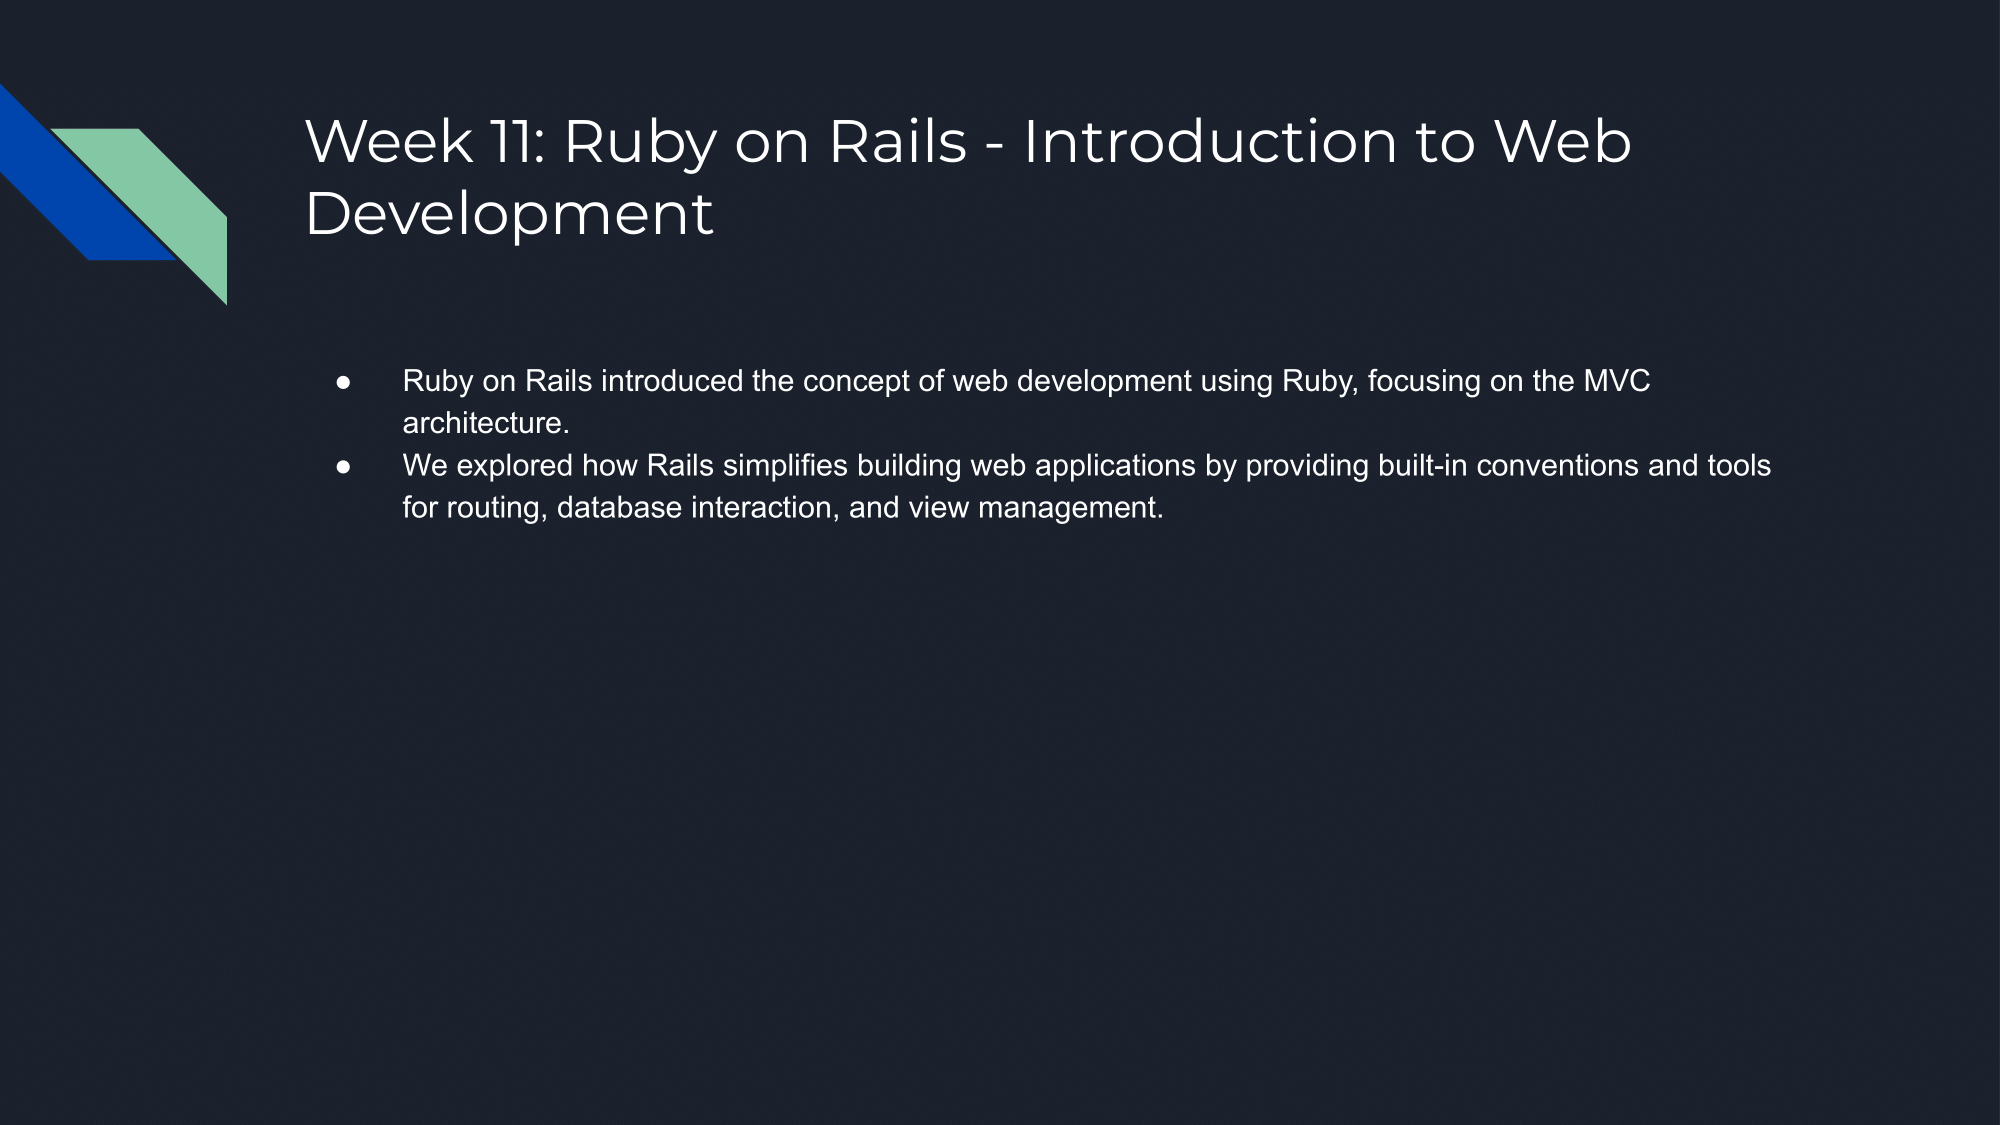 Week 11: Ruby on Rails - Introduction to Web
Development
● Ruby on Rails introduced the concept of web development using Ruby, focusing on the MVC
architecture.
● We explored how Rails simplifies building web applications by providing built-in conventions and tools
for routing, database interaction, and view management.